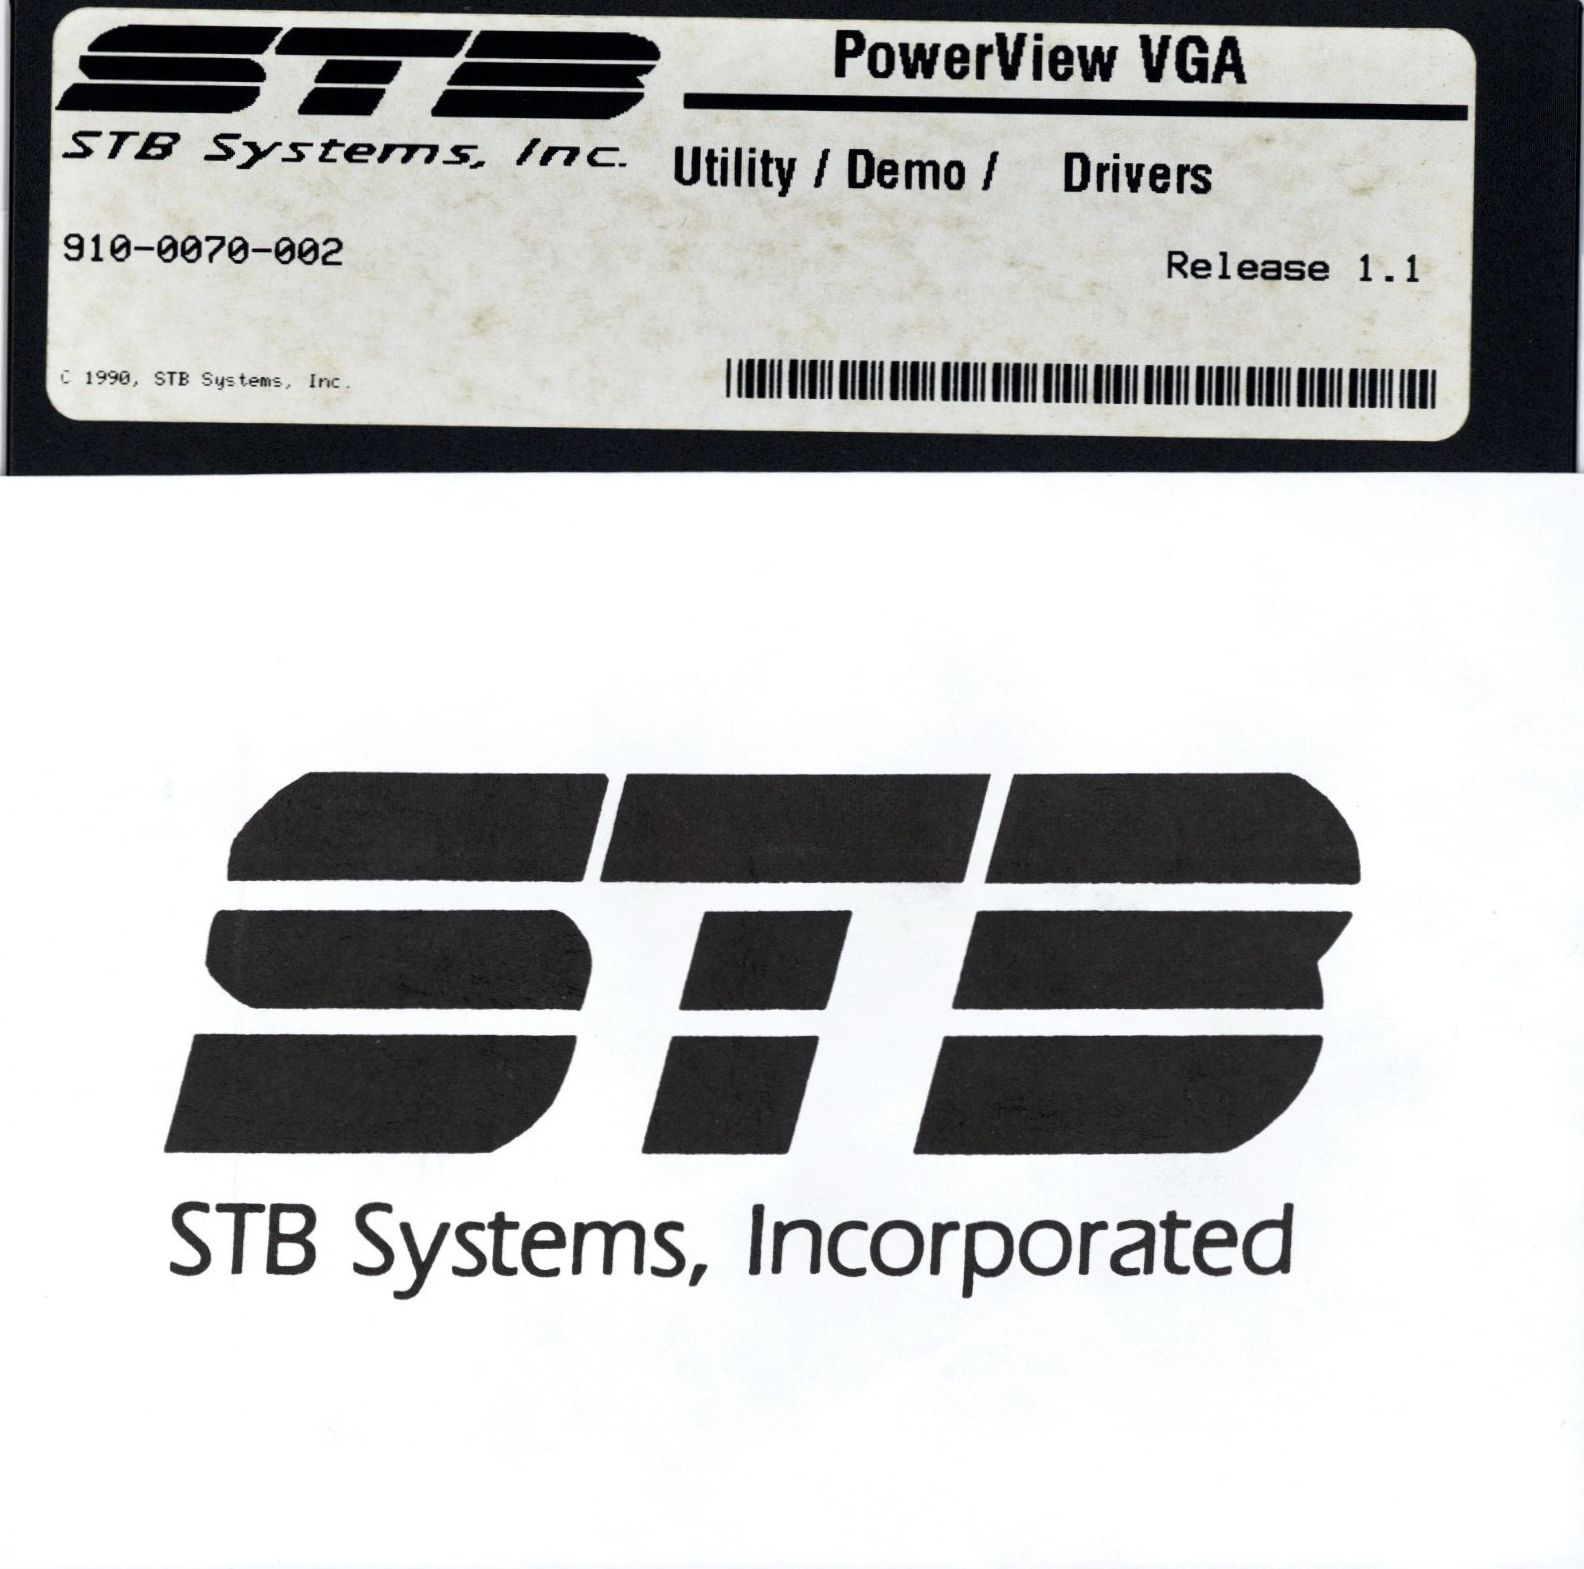 STB
PowerView VGA
STB Systems, Inc.
Utility / Demo / Drivers
910-0070-002
Release 1.1
C 1990, STB Systems, Inc.
STB
STB Systems, Incorporated